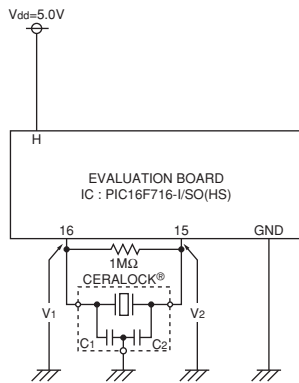 Vdd=5.0V
H
EVALUATION BOARD
IC : PIC16F716-I/SO(HS)
16
15
GND
1MΩ
CERALOCK®
V1
V2
C1
C2